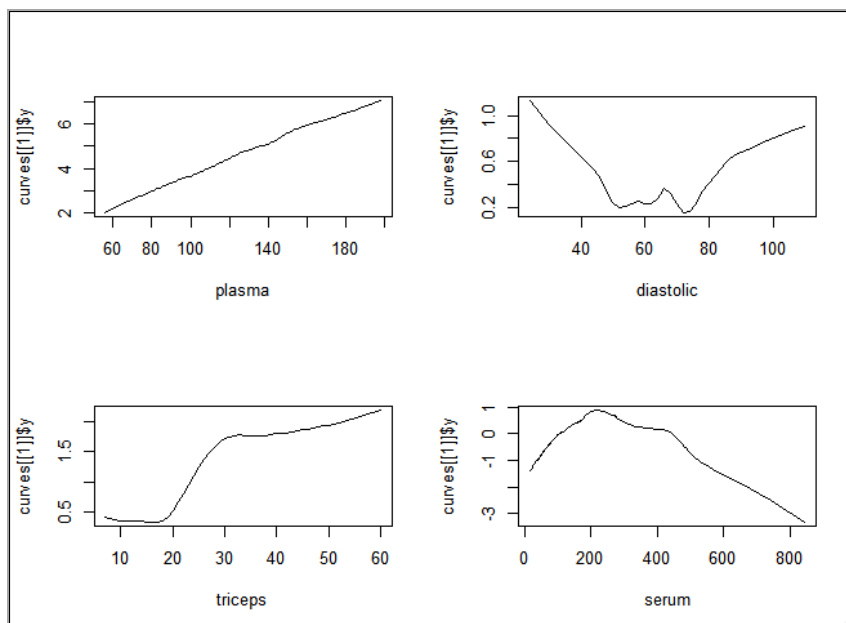 curves[[1]]$y
2 4 6
60 80 100 140 180
plasma
curves[[1]]$y
0.2 0.6 1.0
40 60 80 100
diastolic
curves[[1]]$y
0.5 1.5
10 20 30 40 50 60
triceps
curves[[1]]$y
-3 -1 0 1
0 200 400 600 800
serum